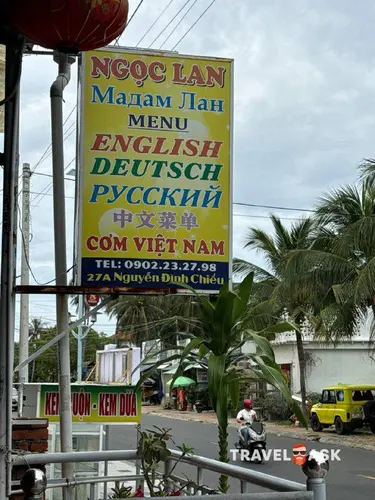 NGỌC LAN
Мадам Лан
MENU
ENGLISH
DEUTSCH
РУССКИЙ
中文菜单
CƠM VIỆT NAM
TEL: 0902.23.27.98
27A Nguyễn Đình Chiểu
KEM DỪA
TRAVEL ASK